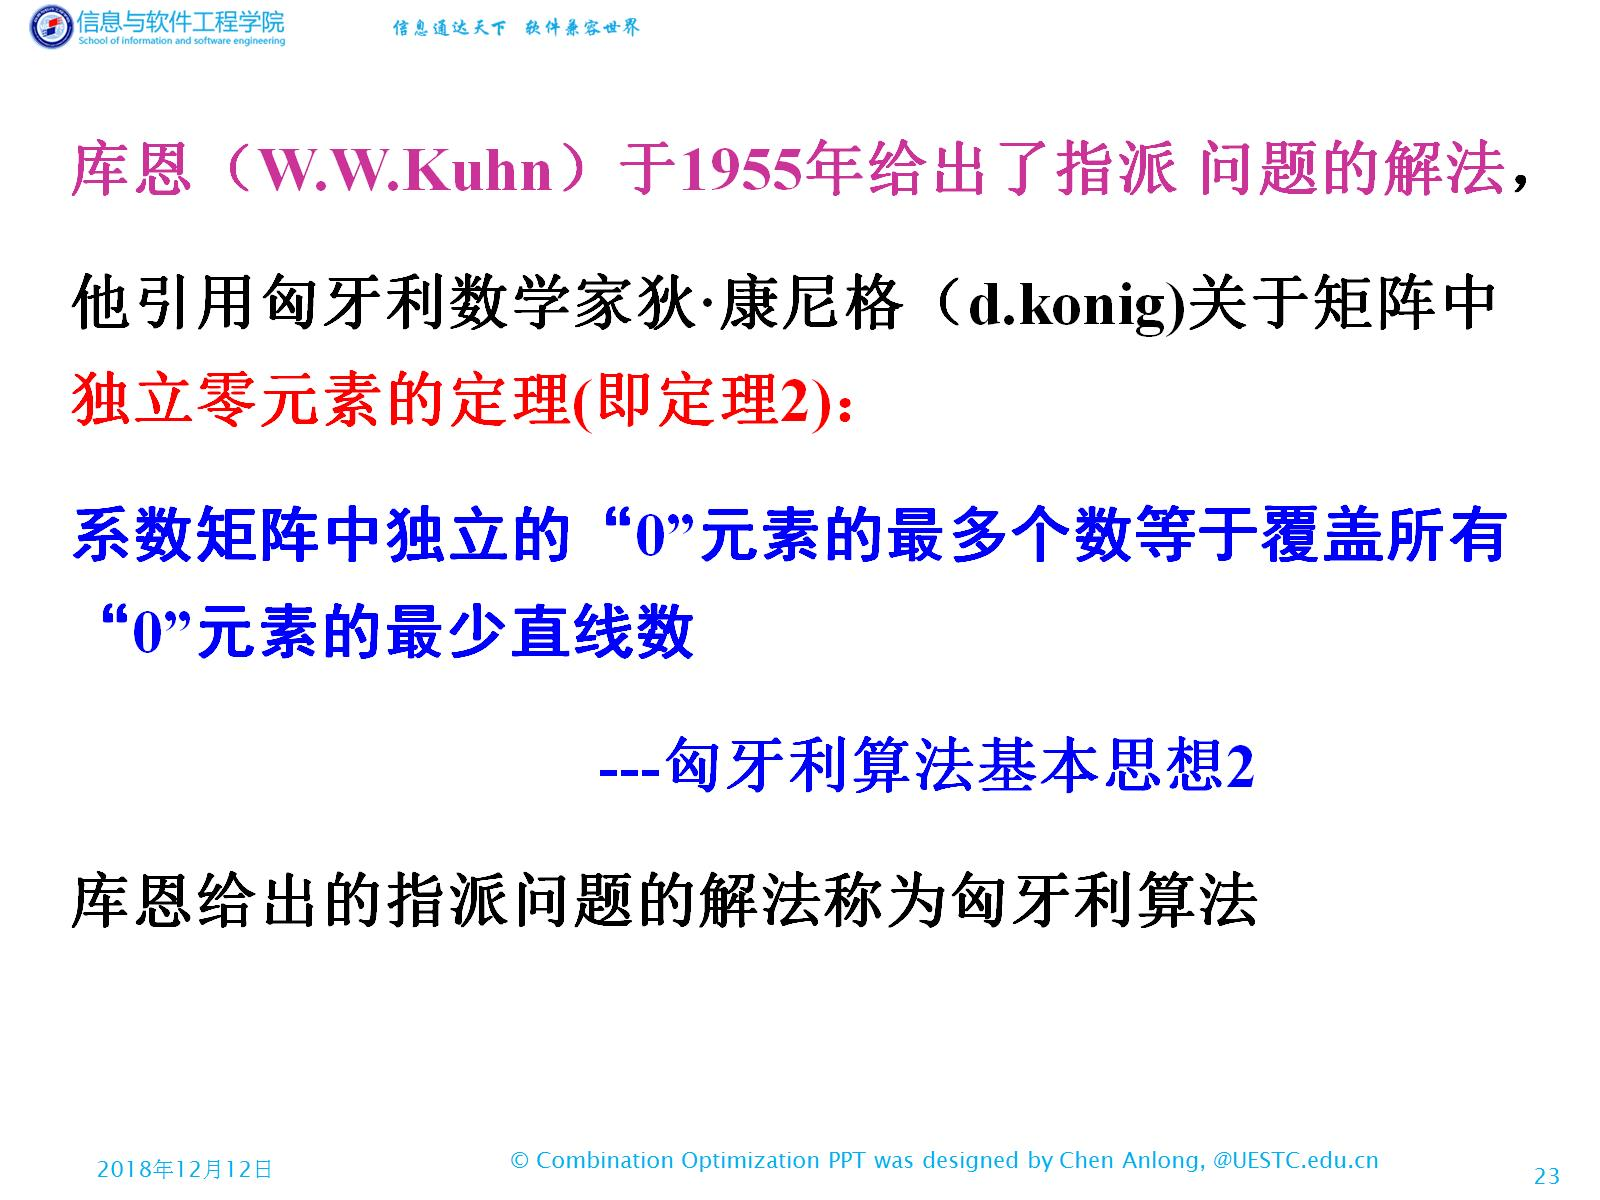 信息与软件工程学院
School of information and software engineering
信息通达天下 软件兼容世界
库恩（W.W.Kuhn）于1955年给出了指派 问题的解法，
他引用匈牙利数学家狄·康尼格（d.konig)关于矩阵中
独立零元素的定理(即定理2)：
系数矩阵中独立的“0”元素的最多个数等于覆盖所有
“0”元素的最少直线数
---匈牙利算法基本思想2
库恩给出的指派问题的解法称为匈牙利算法
2018年12月12日
© Combination Optimization PPT was designed by Chen Anlong, @UESTC.edu.cn
23